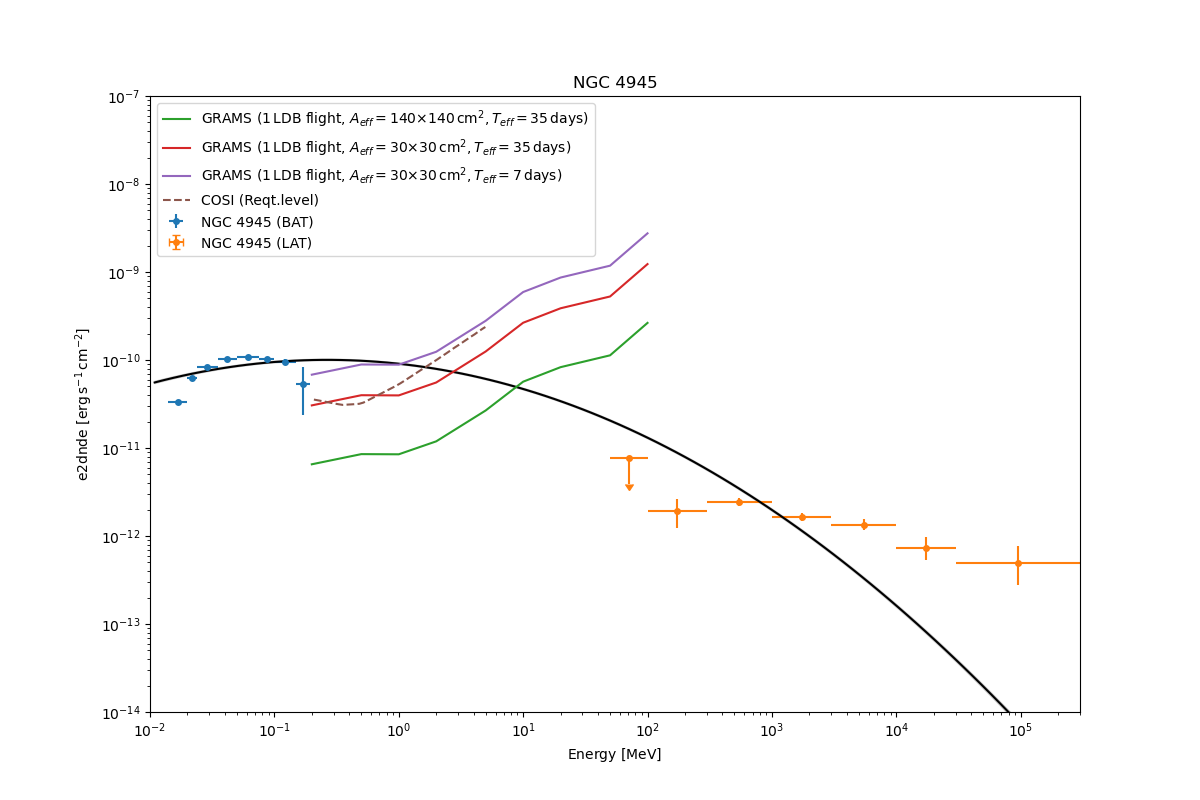 NGC 4945
10⁻⁷
10⁻⁸
10⁻⁹
10⁻¹⁰
10⁻¹¹
10⁻¹²
10⁻¹³
10⁻¹⁴
e2dnde [erg s⁻¹ cm⁻²]
GRAMS (1 LDB flight, A_eff = 140×140 cm², T_eff = 35 days)
GRAMS (1 LDB flight, A_eff = 30×30 cm², T_eff = 35 days)
GRAMS (1 LDB flight, A_eff = 30×30 cm², T_eff = 7 days)
COSI (Reqt.level)
NGC 4945 (BAT)
NGC 4945 (LAT)
10⁻² 10⁻¹ 10⁰ 10¹ 10² 10³ 10⁴ 10⁵
Energy [MeV]